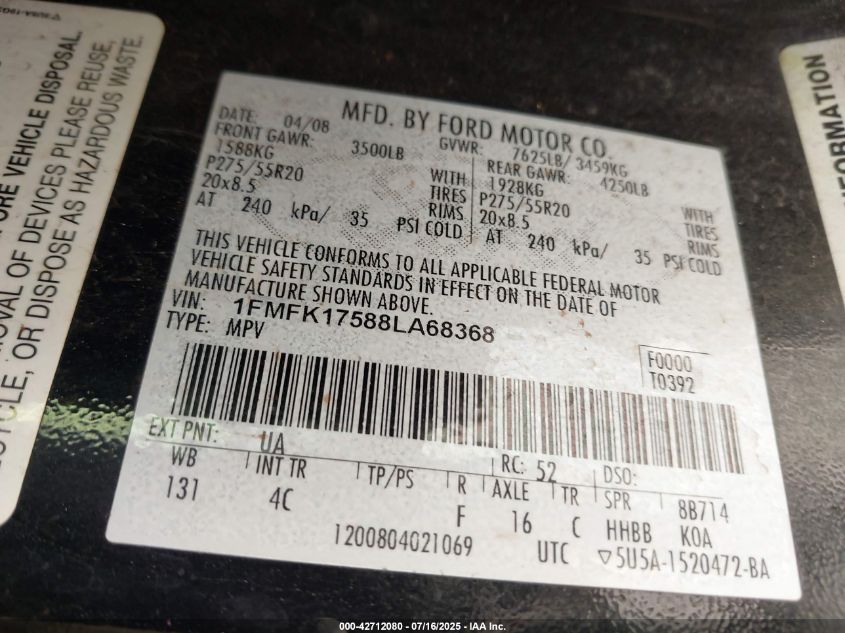 MFD. BY FORD MOTOR CO.
DATE: 04/08 GVWR: 7625LB/ 3459KG
FRONT GAWR: 3500LB REAR GAWR: 4250LB
1588KG WITH 1928KG WITH
P275/55R20 TIRES P275/55R20 TIRES
20x8.5 RIMS 20x8.5 RIMS
AT 240 kPa/ 35 PSI COLD AT 240 kPa/ 35 PSI COLD
THIS VEHICLE CONFORMS TO ALL APPLICABLE FEDERAL MOTOR
VEHICLE SAFETY STANDARDS IN EFFECT ON THE DATE OF
MANUFACTURE SHOWN ABOVE.
VIN: 1FMFK17588LA68368
TYPE: MPV
F0000
T0392
EXT PNT: UA RC: 52 DSO:
WB INT TR TP/PS R AXLE TR SPR 8B714
131 4C F 16 C HHBB KOA
1200804021069 UTC ▽5U5A-1520472-BA
ORE VEHICLE DISPOSAL.
OVAL OF DEVICES PLEASE REUSE,
CYCLE, OR DISPOSE AS HAZARDOUS WASTE.
FORMATION
000-42712080 - 07/16/2025 - IAA Inc.